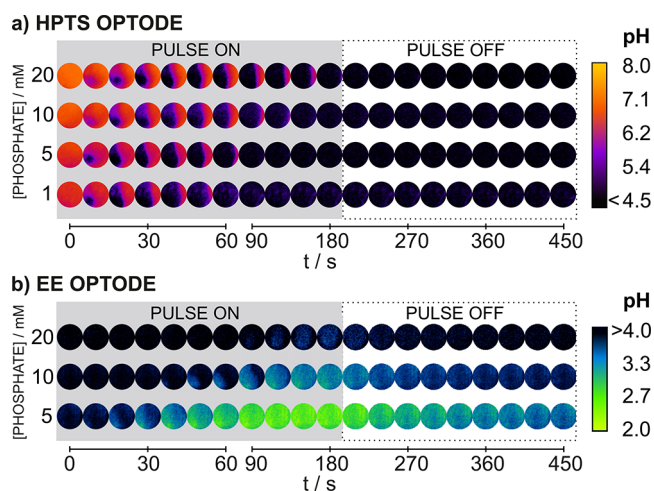 a) HPTS OPTODE
PULSE ON
PULSE OFF
pH
[PHOSPHATE] / mM
20
10
5
1
8.0
7.1
6.2
5.4
<4.5
0
30
60
90
180
270
360
450
t / s
b) EE OPTODE
PULSE ON
PULSE OFF
pH
[PHOSPHATE] / mM
20
10
5
>4.0
3.3
2.7
2.0
0
30
60
90
180
270
360
450
t / s